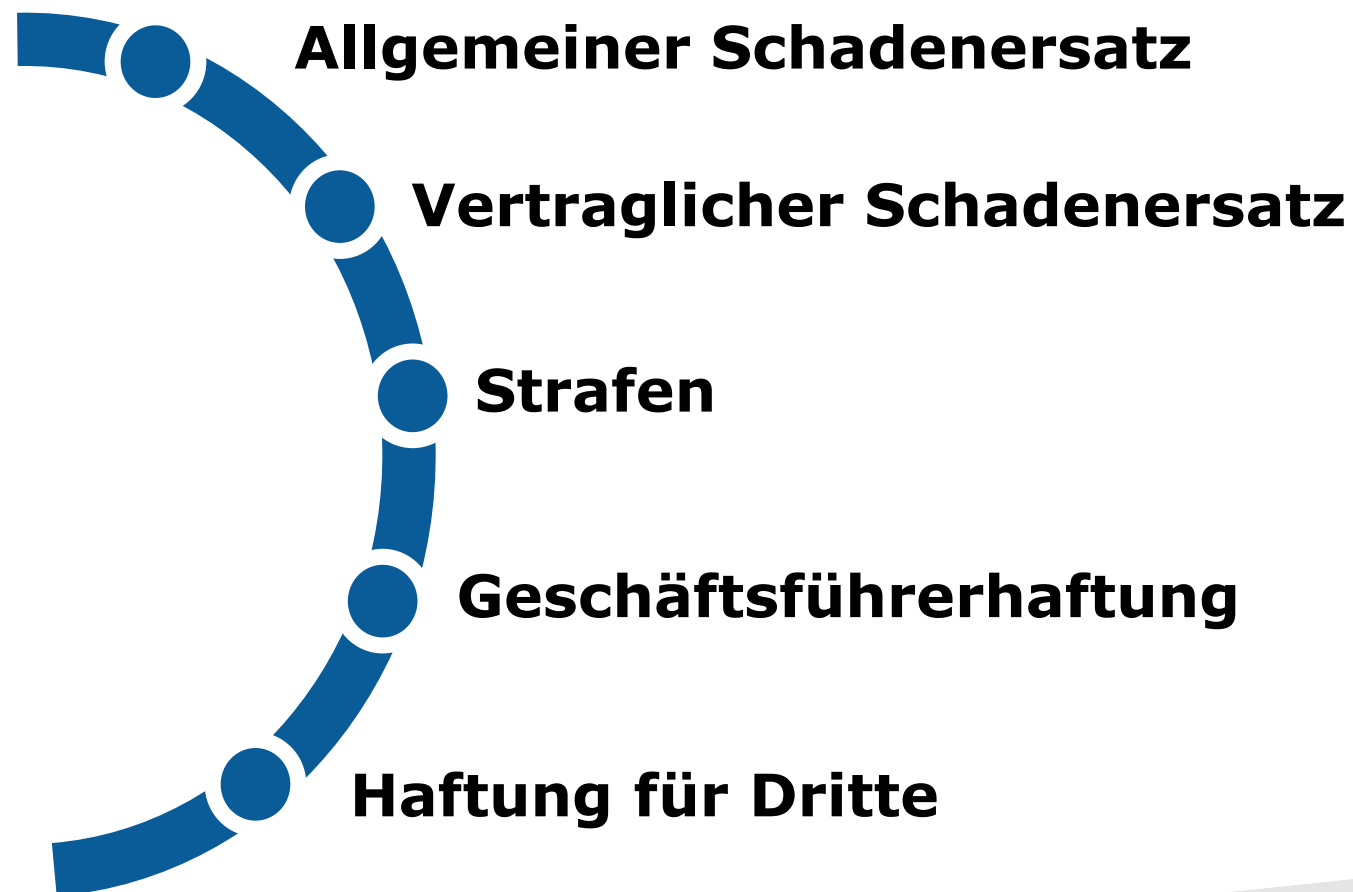 Allgemeiner Schadenersatz
Vertraglicher Schadenersatz
Strafen
Geschäftsführerhaftung
Haftung für Dritte